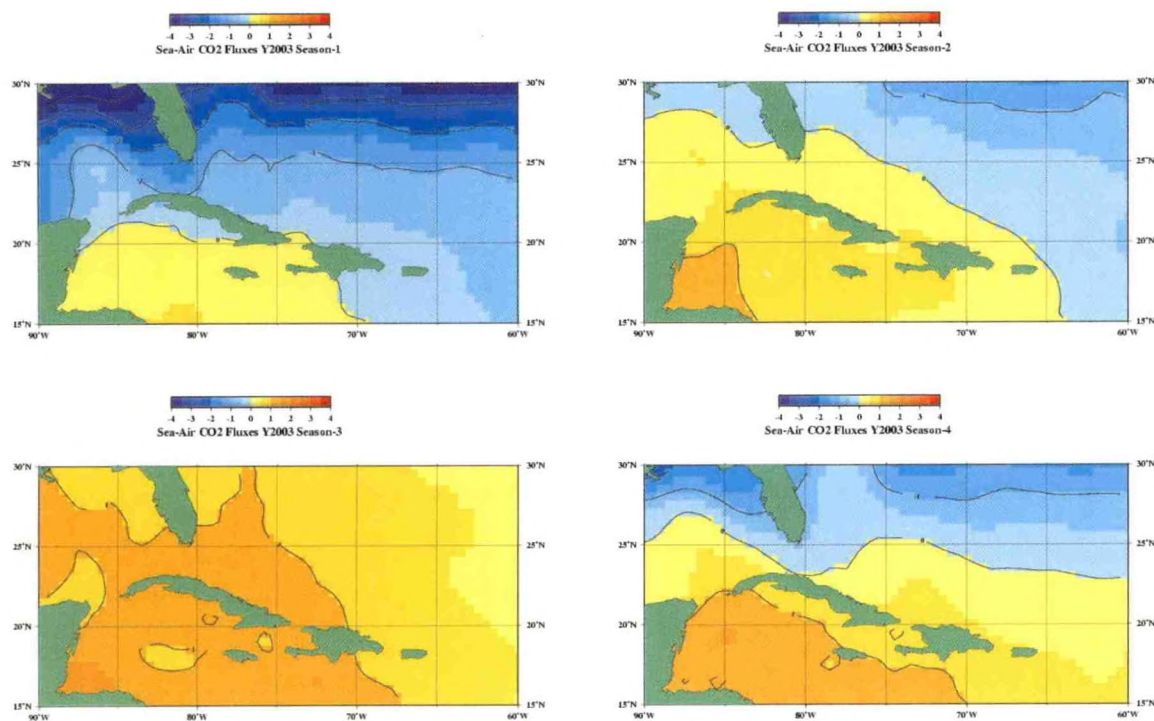 -4 -3 -2 -1 0 1 2 3 4
Sea-Air CO2 Fluxes Y2003 Season-1
30˚N 30˚N
25˚N 25˚N
20˚N 20˚N
15˚N 15˚N
90˚W 80˚W 70˚W 60˚W
-4 -3 -2 -1 0 1 2 3 4
Sea-Air CO2 Fluxes Y2003 Season-2
30˚N 30˚N
25˚N 25˚N
20˚N 20˚N
15˚N 15˚N
90˚W 80˚W 70˚W 60˚W
-4 -3 -2 -1 0 1 2 3 4
Sea-Air CO2 Fluxes Y2003 Season-3
30˚N 30˚N
25˚N 25˚N
20˚N 20˚N
15˚N 15˚N
90˚W 80˚W 70˚W 60˚W
-4 -3 -2 -1 0 1 2 3 4
Sea-Air CO2 Fluxes Y2003 Season-4
30˚N 30˚N
25˚N 25˚N
20˚N 20˚N
15˚N 15˚N
90˚W 80˚W 70˚W 60˚W